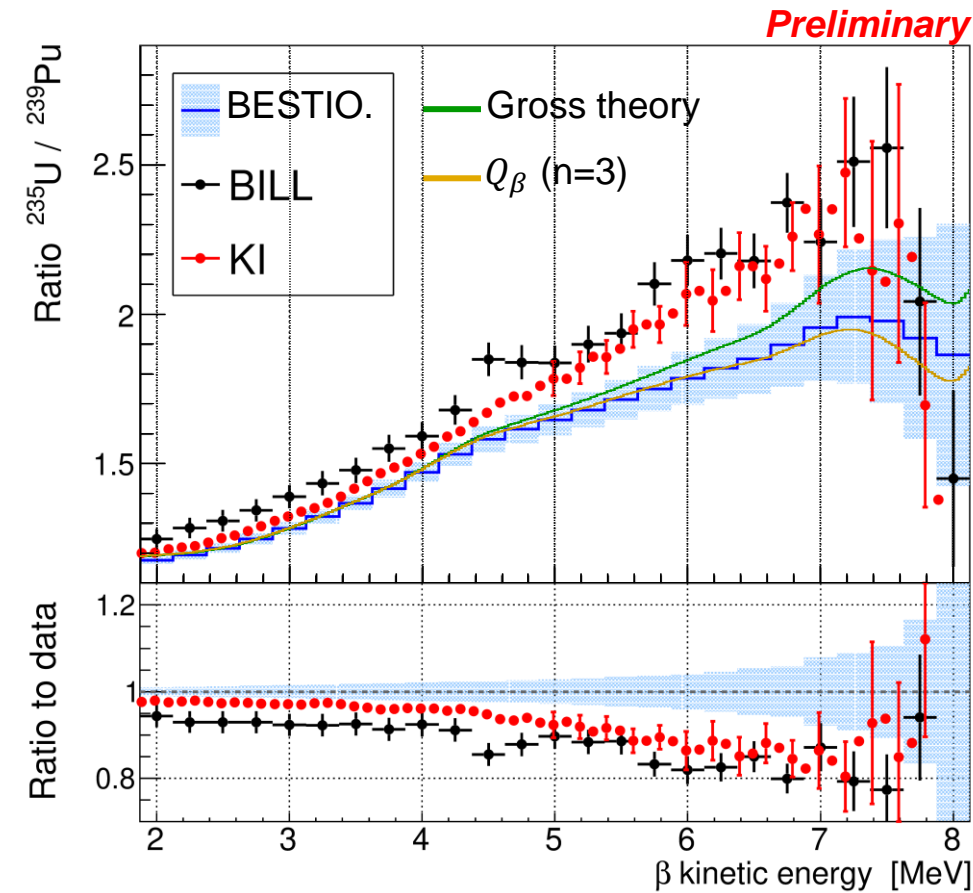 Preliminary
Ratio ²³⁵U / ²³⁹Pu
BESTIO.
BILL
KI
Gross theory
Qᵦ (n=3)
2.5
2
1.5
Ratio to data
1.2
1
0.8
2 3 4 5 6 7 8
β kinetic energy [MeV]